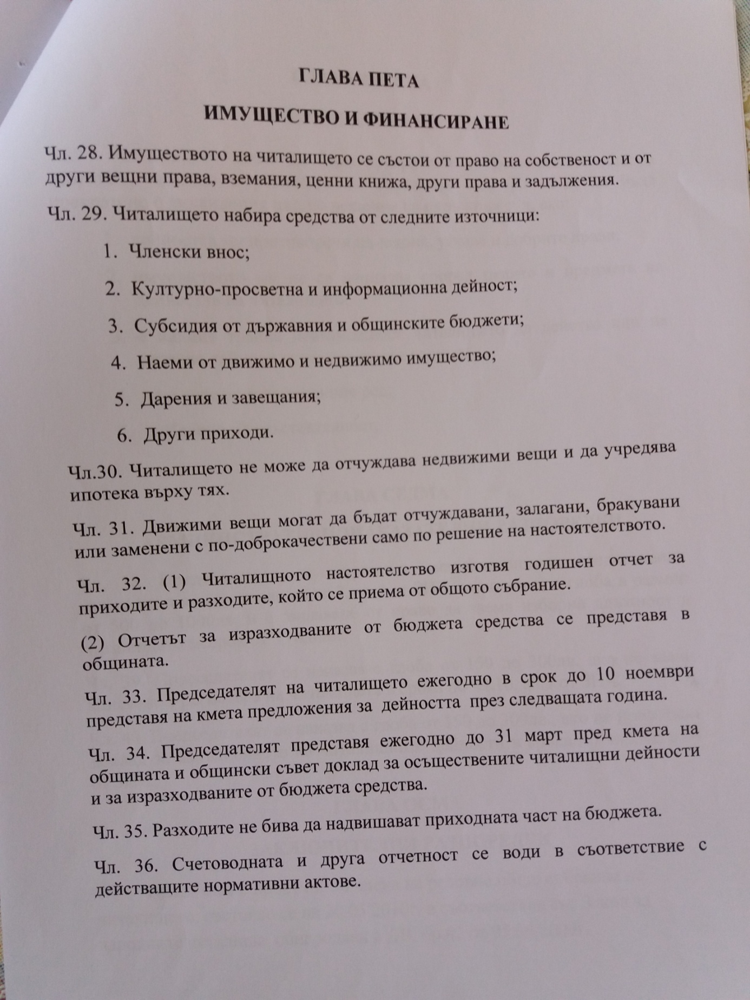 ГЛАВА ПЕТА
ИМУЩЕСТВО И ФИНАНСИРАНЕ
Чл. 28. Имуществото на читалището се състои от право на собственост и от
други вещни права, вземания, ценни книжа, други права и задължения.
Чл. 29. Читалището набира средства от следните източници:
1. Членски внос;
2. Културно-просветна и информационна дейност;
3. Субсидия от държавния и общинските бюджети;
4. Наеми от движимо и недвижимо имущество;
5. Дарения и завещания;
6. Други приходи.
Чл.30. Читалището не може да отчуждава недвижими вещи и да учредява
ипотека върху тях.
Чл. 31. Движими вещи могат да бъдат отчуждавани, залагани, бракувани
или заменени с по-доброкачествени само по решение на настоятелството.
Чл. 32. (1) Читалищното настоятелство изготвя годишен отчет за
приходите и разходите, който се приема от общото събрание.
(2) Отчетът за изразходваните от бюджета средства се представя в
общината.
Чл. 33. Председателят на читалището ежегодно в срок до 10 ноември
представя на кмета предложения за дейността през следващата година.
Чл. 34. Председателят представя ежегодно до 31 март пред кмета на
общината и общински съвет доклад за осъществените читалищни дейности
и за изразходваните от бюджета средства.
Чл. 35. Разходите не бива да надвишават приходната част на бюджета.
Чл. 36. Счетоводната и друга отчетност се води в съответствие с
действащите нормативни актове.